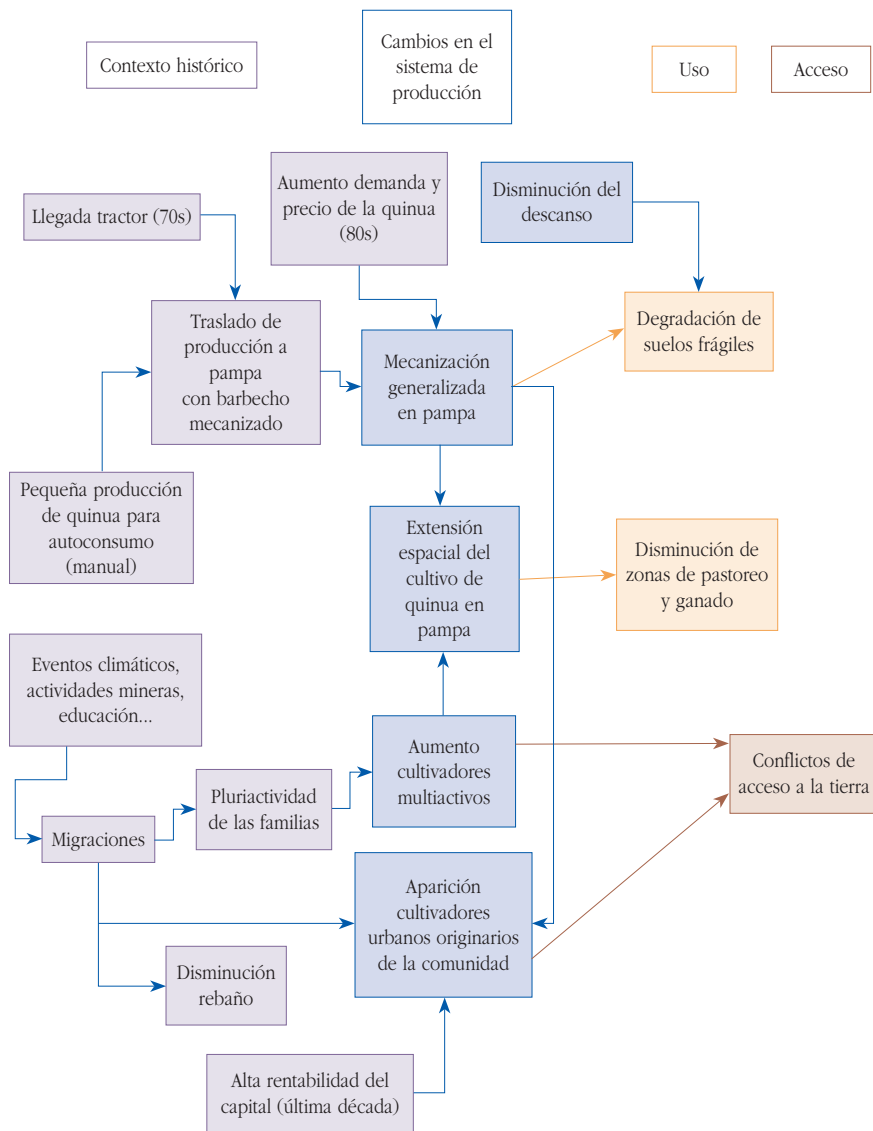 Contexto histórico
Cambios en el
sistema de
producción
Uso
Acceso
Aumento demanda y
precio de la quinua
(80s)
Disminución del
descanso
Llegada tractor (70s)
Traslado de
producción a
pampa
con barbecho
mecanizado
Mecanización
generalizada
en pampa
Degradación de
suelos frágiles
Pequeña producción
de quinua para
autoconsumo
(manual)
Extensión
espacial del
cultivo de
quinua en
pampa
Disminución de
zonas de pastoreo
y ganado
Eventos climáticos,
actividades mineras,
educación...
Aumento
cultivadores
multiactivos
Conflictos de
acceso a la tierra
Pluriactividad
de las familias
Migraciones
Aparición
cultivadores
urbanos originarios
de la comunidad
Disminución
rebaño
Alta rentabilidad del
capital (última década)